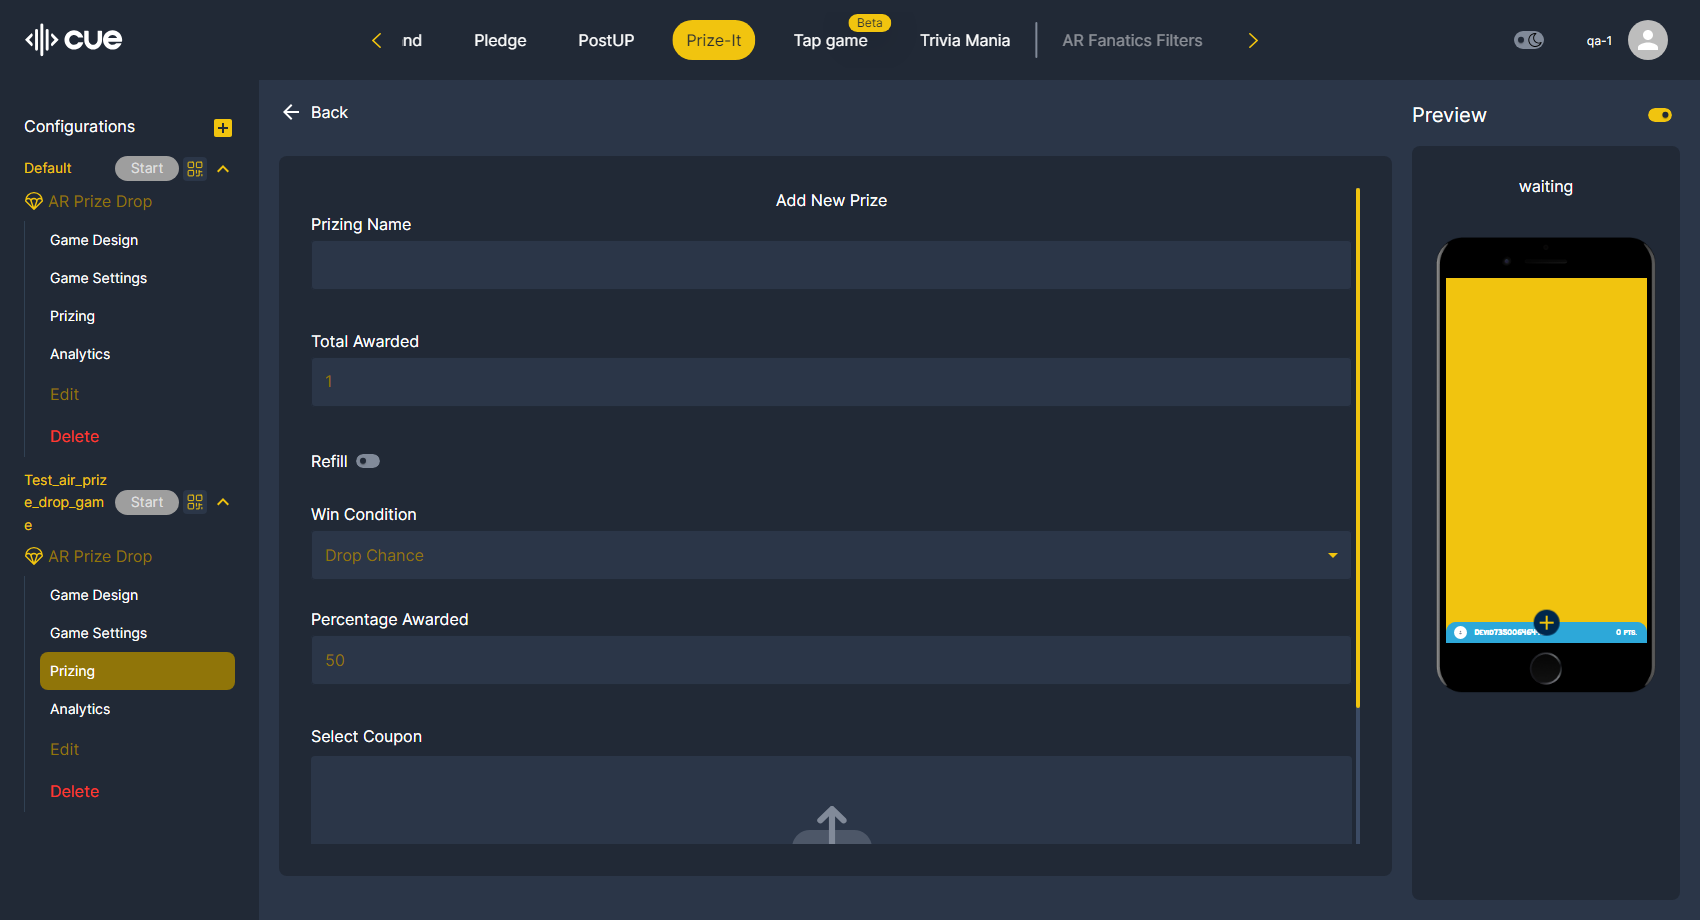 cue
nd
Pledge
PostUP
Prize-It
Beta
Tap game
Trivia Mania
AR Fanatics Filters
qa-1
Configurations
Default
Start
AR Prize Drop
Game Design
Game Settings
Prizing
Analytics
Edit
Delete
Test_air_priz
e_drop_gam
e
Start
AR Prize Drop
Game Design
Game Settings
Prizing
Analytics
Edit
Delete
Back
Add New Prize
Prizing Name
Total Awarded
1
Refill
Win Condition
Drop Chance
Percentage Awarded
50
Select Coupon
Preview
waiting
0 PTS.